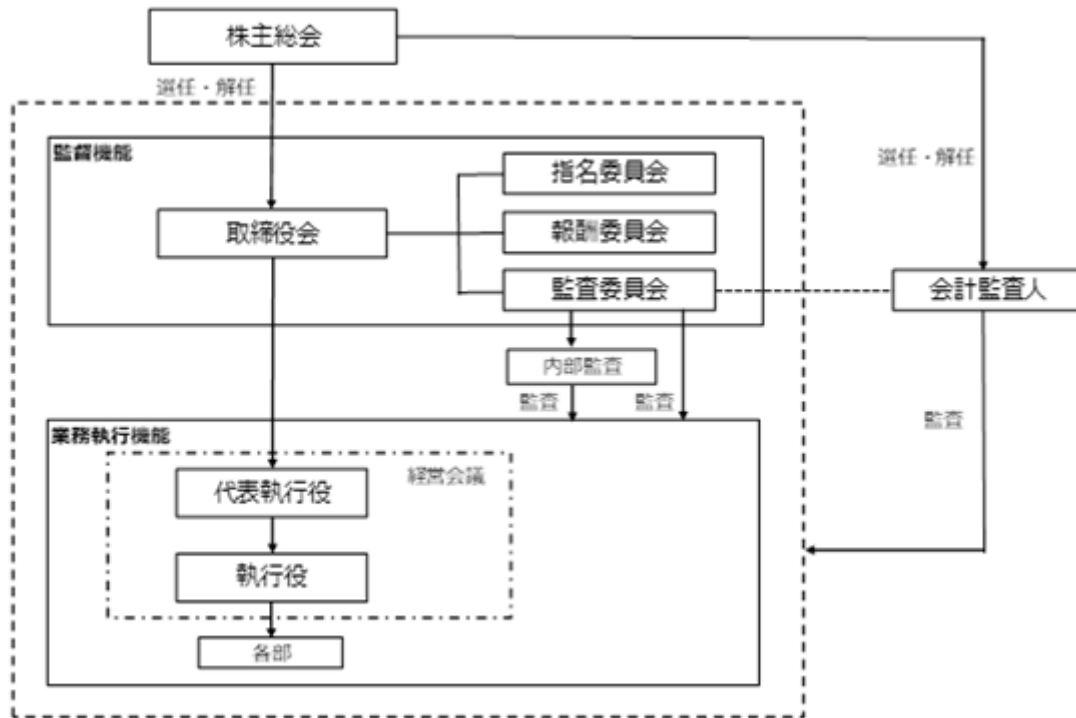 株主総会
選任・解任
監督機能
指名委員会
選任・解任
取締役会
報酬委員会
監査委員会
会計監査人
内部監査
監査
監査
監査
業務執行機能
経営会議
代表執行役
執行役
各部